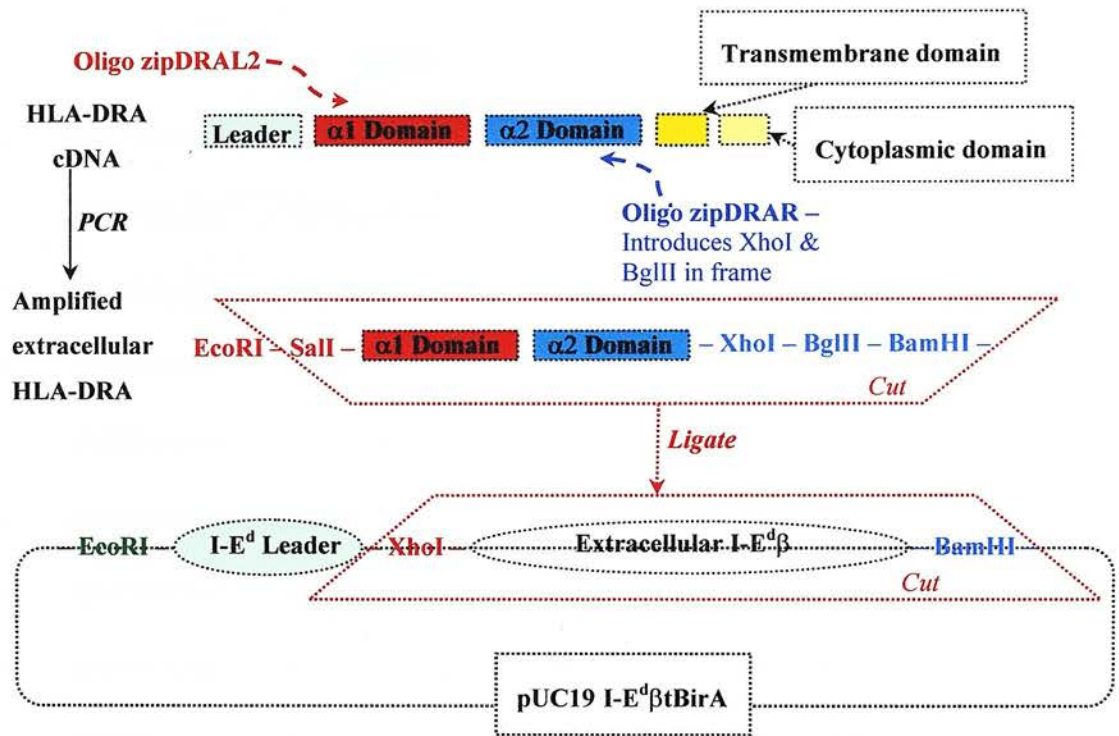 Oligo zipDRAL2
Transmembrane domain
HLA-DRA
cDNA
Leader
α1 Domain
α2 Domain
Cytoplasmic domain
PCR
Oligo zipDRAR –
Introduces XhoI &
BglII in frame
Amplified
extracellular
HLA-DRA
EcoRI – SalI – α1 Domain α2 Domain – XhoI – BglII – BamHI –
Cut
Ligate
– EcoRI – I-Eᵈ Leader – XhoI – Extracellular I-Eᵈβ – BamHI –
Cut
pUC19 I-EᵈβtBirA